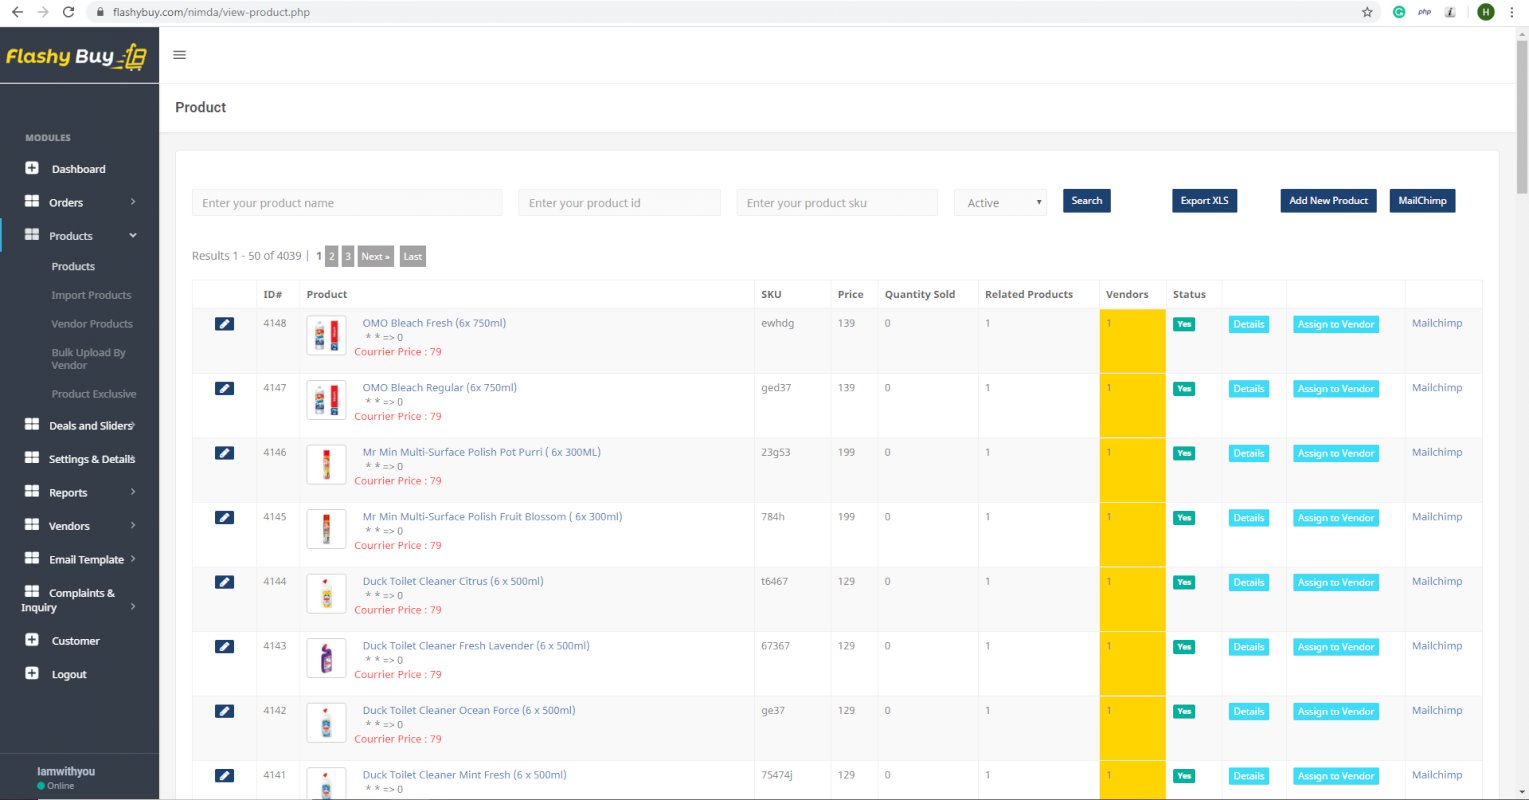 flashybuy.com/nimda/view-product.php
php
i
H
Flashy Buy
Product
MODULES
Dashboard
Orders
Products
Products
Import Products
Vendor Products
Bulk Upload By
Vendor
Product Exclusive
Deals and Sliders
Settings & Details
Reports
Vendors
Email Template
Complaints &
Inquiry
Customer
Logout
Iamwithyou
Online
Enter your product name
Enter your product id
Enter your product sku
Active
Search
Export XLS
Add New Product
MailChimp
Results 1 - 50 of 4039 | 1 2 3 Next » Last
ID# Product SKU Price Quantity Sold Related Products Vendors Status
4148 OMO Bleach Fresh (6x 750ml) ewhdg 139 0 1 1 Yes Details Assign to Vendor Mailchimp
* * => 0
Courrier Price : 79
4147 OMO Bleach Regular (6x 750ml) ged37 139 0 1 1 Yes Details Assign to Vendor Mailchimp
* * => 0
Courrier Price : 79
4146 Mr Min Multi-Surface Polish Pot Purri ( 6x 300ML) 23g53 199 0 1 1 Yes Details Assign to Vendor Mailchimp
* * => 0
Courrier Price : 79
4145 Mr Min Multi-Surface Polish Fruit Blossom ( 6x 300ml) 784h 199 0 1 1 Yes Details Assign to Vendor Mailchimp
* * => 0
Courrier Price : 79
4144 Duck Toilet Cleaner Citrus (6 x 500ml) t6467 129 0 1 1 Yes Details Assign to Vendor Mailchimp
* * => 0
Courrier Price : 79
4143 Duck Toilet Cleaner Fresh Lavender (6 x 500ml) 67367 129 0 1 1 Yes Details Assign to Vendor Mailchimp
* * => 0
Courrier Price : 79
4142 Duck Toilet Cleaner Ocean Force (6 x 500ml) ge37 129 0 1 1 Yes Details Assign to Vendor Mailchimp
* * => 0
Courrier Price : 79
4141 Duck Toilet Cleaner Mint Fresh (6 x 500ml) 75474j 129 0 1 1 Yes Details Assign to Vendor Mailchimp
* * => 0